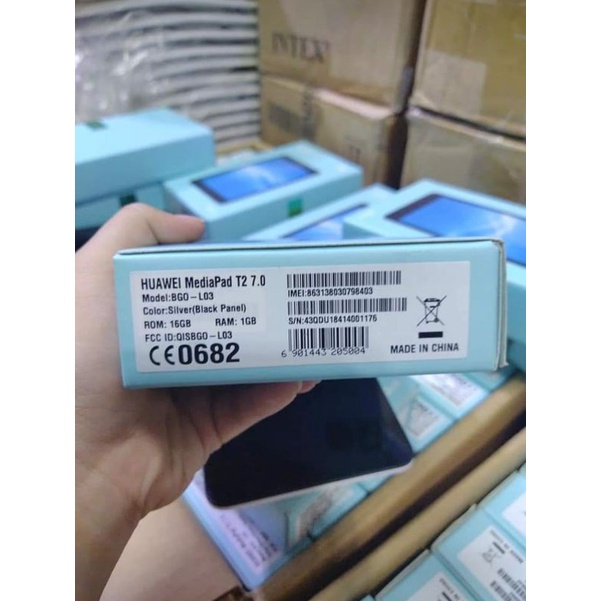 INTEX
HUAWEI MediaPad T2 7.0
Model:BGO-L03
Color:Silver(Black Panel)
ROM: 16GB RAM: 1GB
FCC ID:QISBGO-L03
CE0682
IMEI:863138030798403
S/N:43QDU18414001176
6 901443 205004
MADE IN CHINA